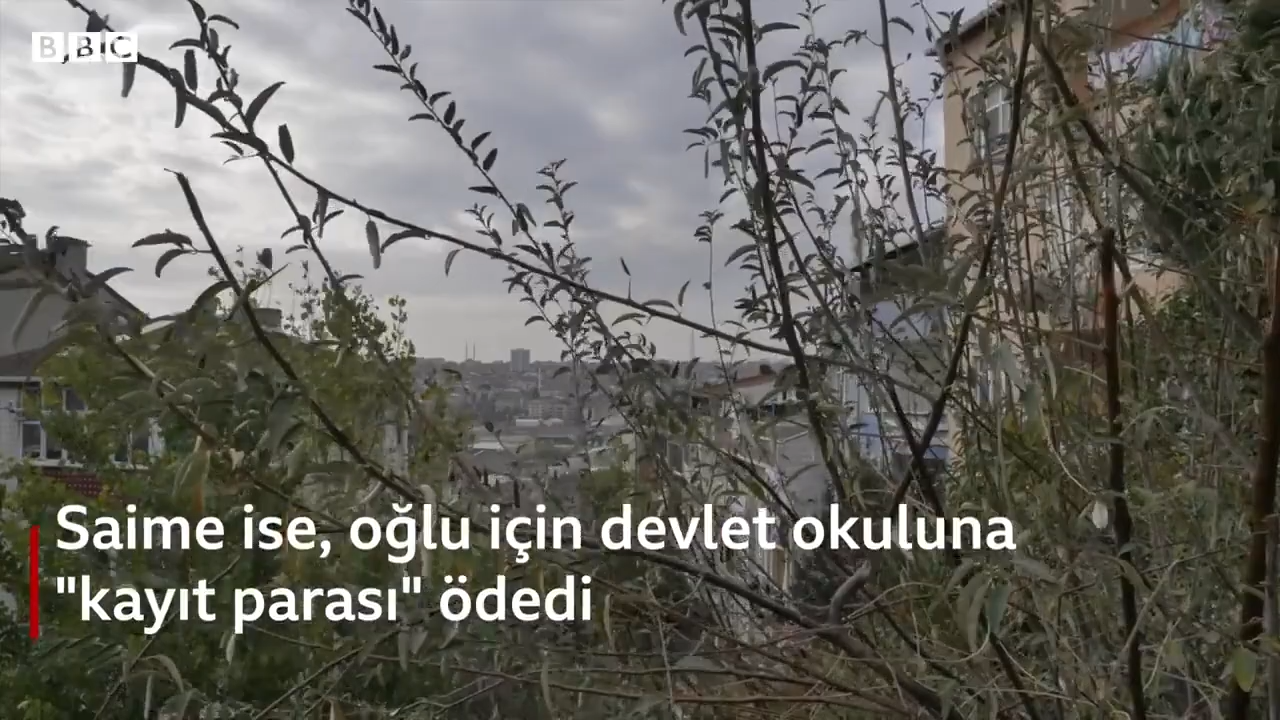 BBC
Saime ise, oğlu için devlet okuluna
"kayıt parası" ödedi